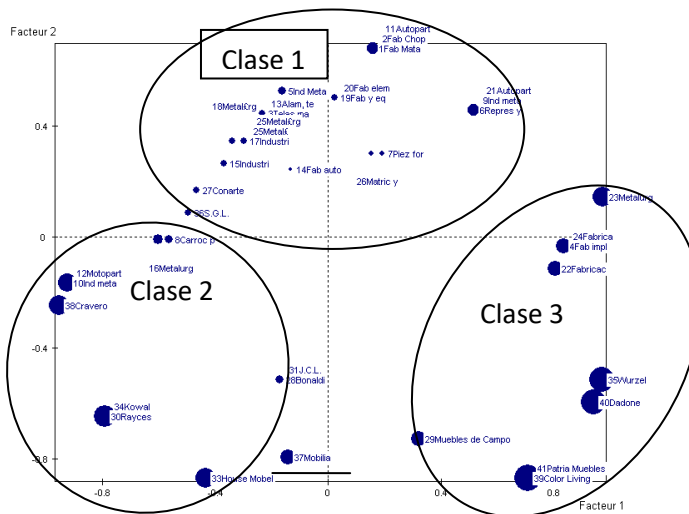 Facteur 2
11Autopart
2Fab Chop
1Fab Mata
Clase 1
5Ind Meta
20Fab elem
19Fab y eq
21Autopart
9Ind meta
6Repres y
13Alam, te
18Metalúrg
3Telas ma
0.4
25Metalúrg
17Industri
7Piez for
15Industri
14Fab auto
26Matric y
27Conarte
23Metalurg
36S.G.L.
24Fabrica
4Fab impl
0
8Carroc p
22Fabricac
16Metalurg
12Motopart
10Ind meta
Clase 2
38Cravero
Clase 3
-0.4
31J.C.L.
28Bonaldi
35Wurzel
40Dadone
34Kowal
30Rayces
29Muebles de Campo
-0.8
37Mobilia
41Patria Muebles
39Color Living
33House Mobel
-0.8
-0.4
0
0.4
0.8
Facteur 1